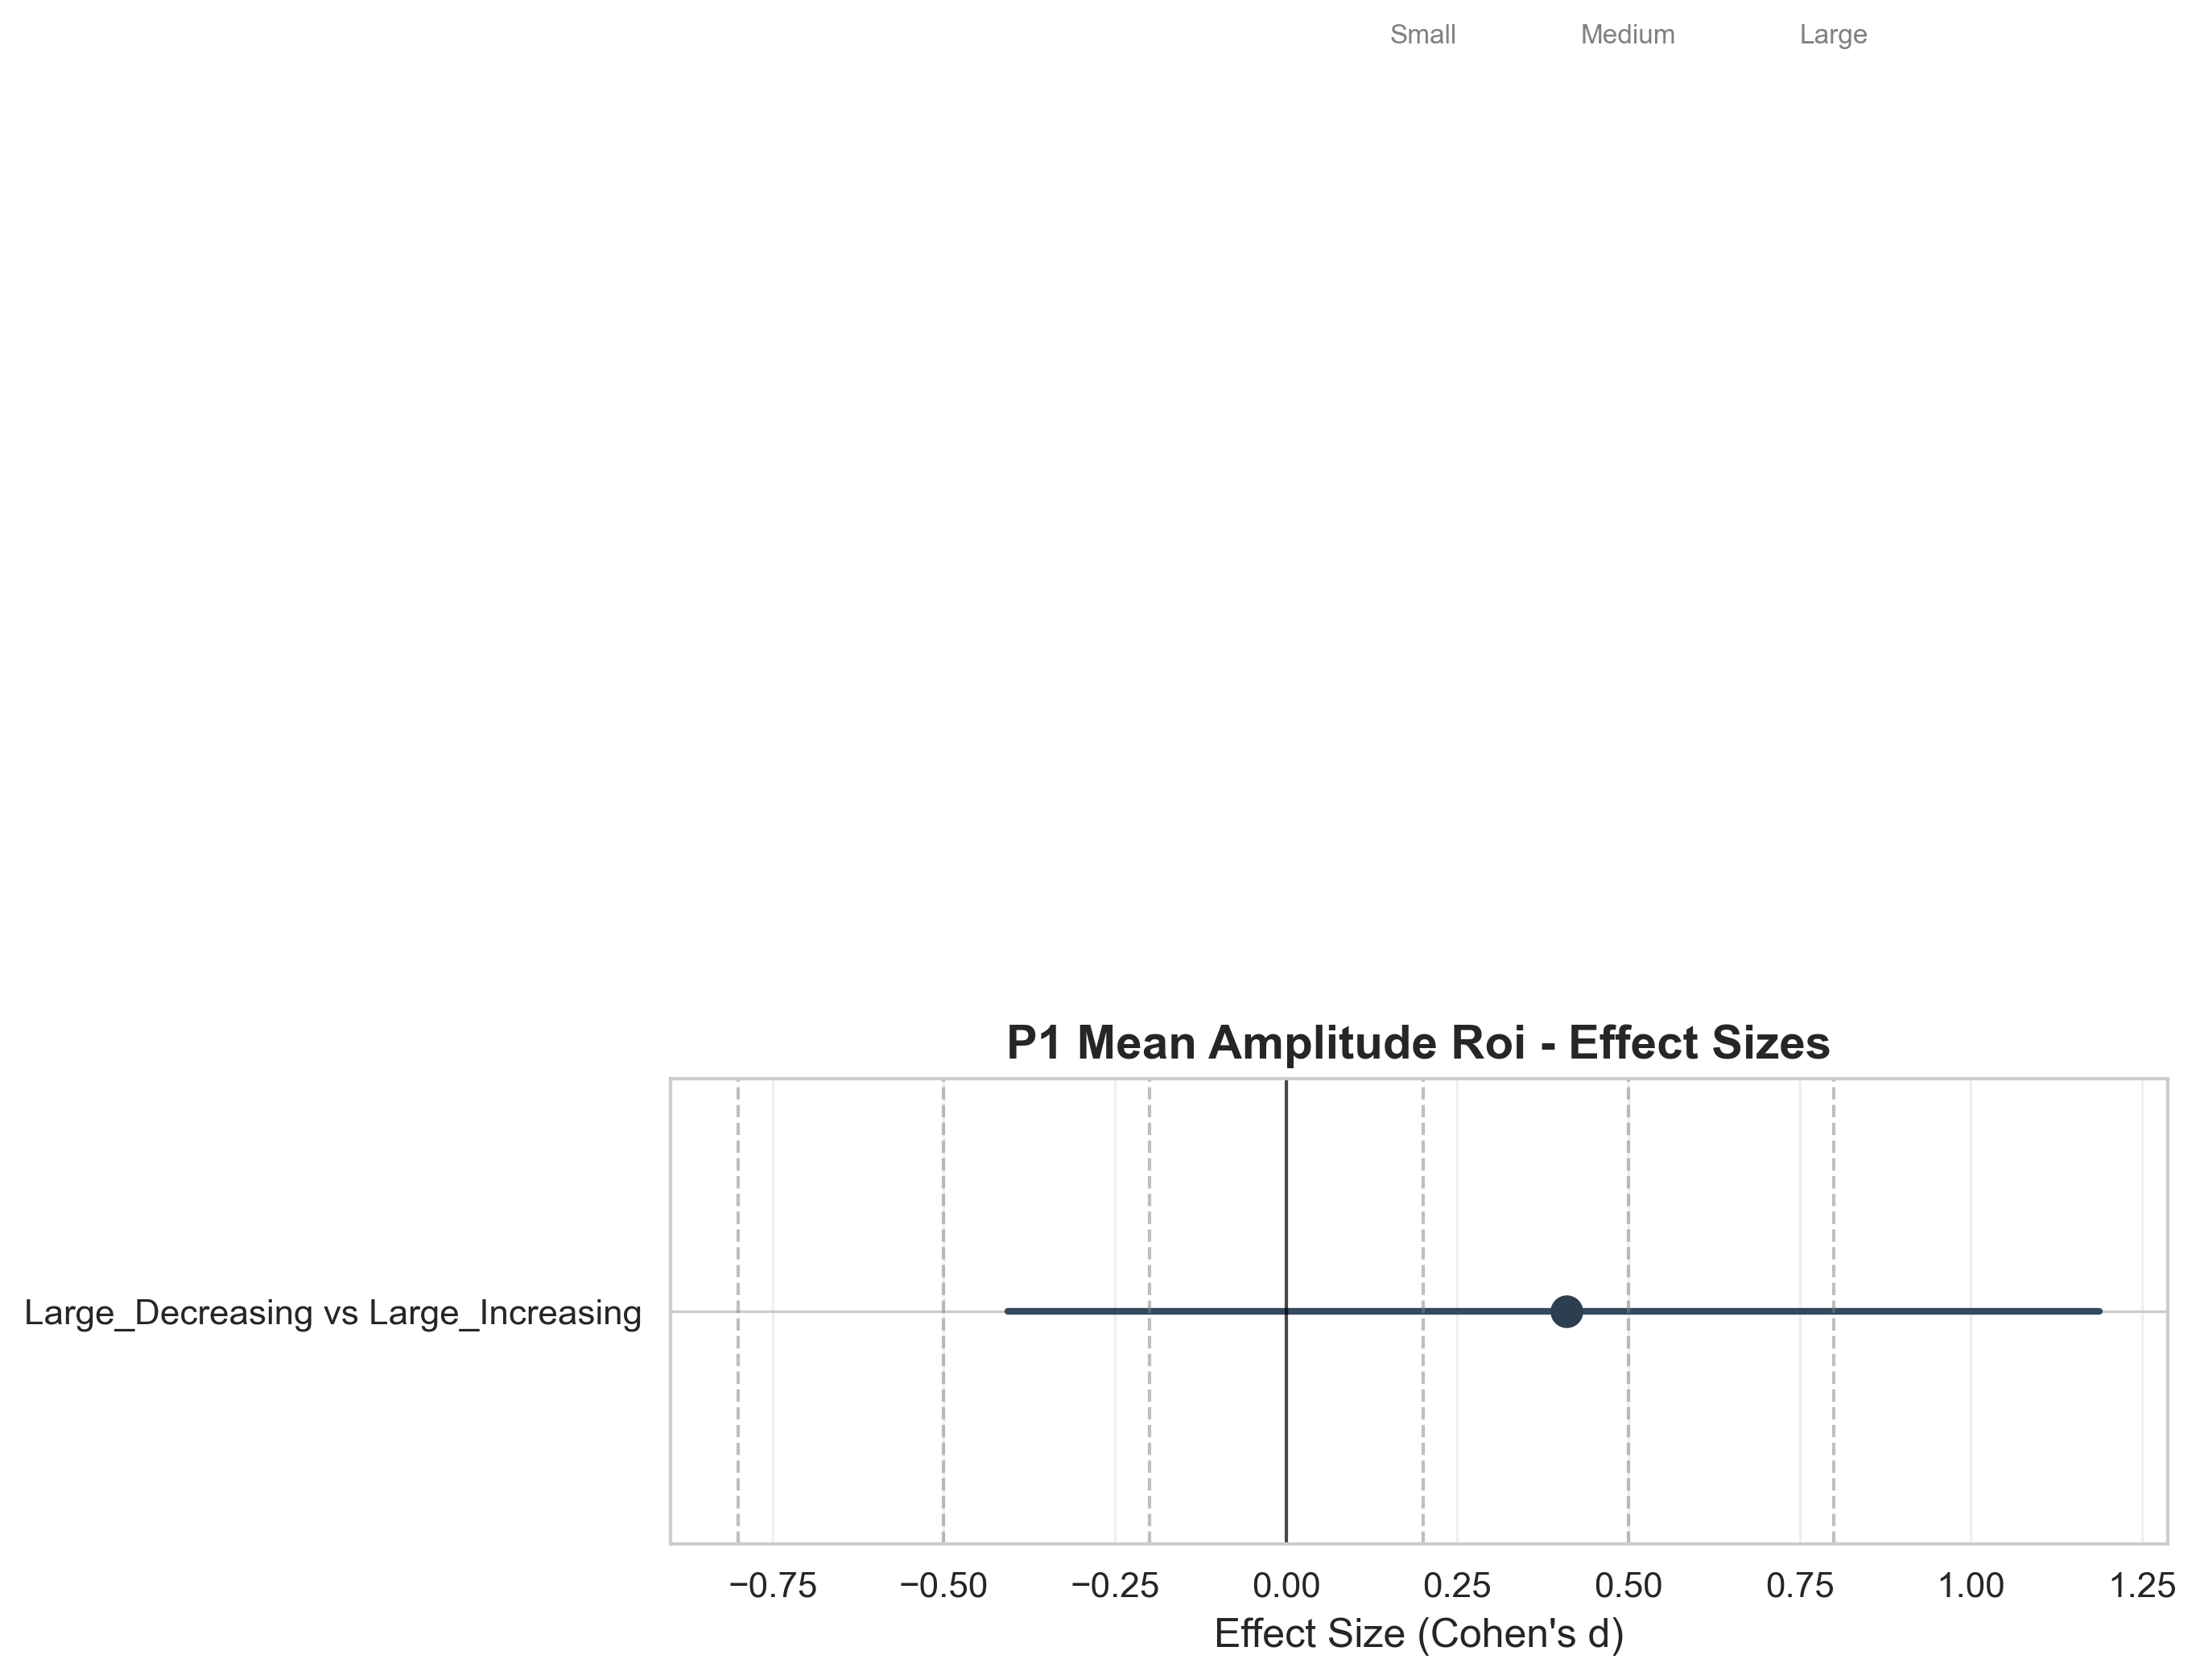 Small Medium Large
P1 Mean Amplitude Roi - Effect Sizes
Large_Decreasing vs Large_Increasing
−0.75 −0.50 −0.25 0.00 0.25 0.50 0.75 1.00 1.25
Effect Size (Cohen's d)